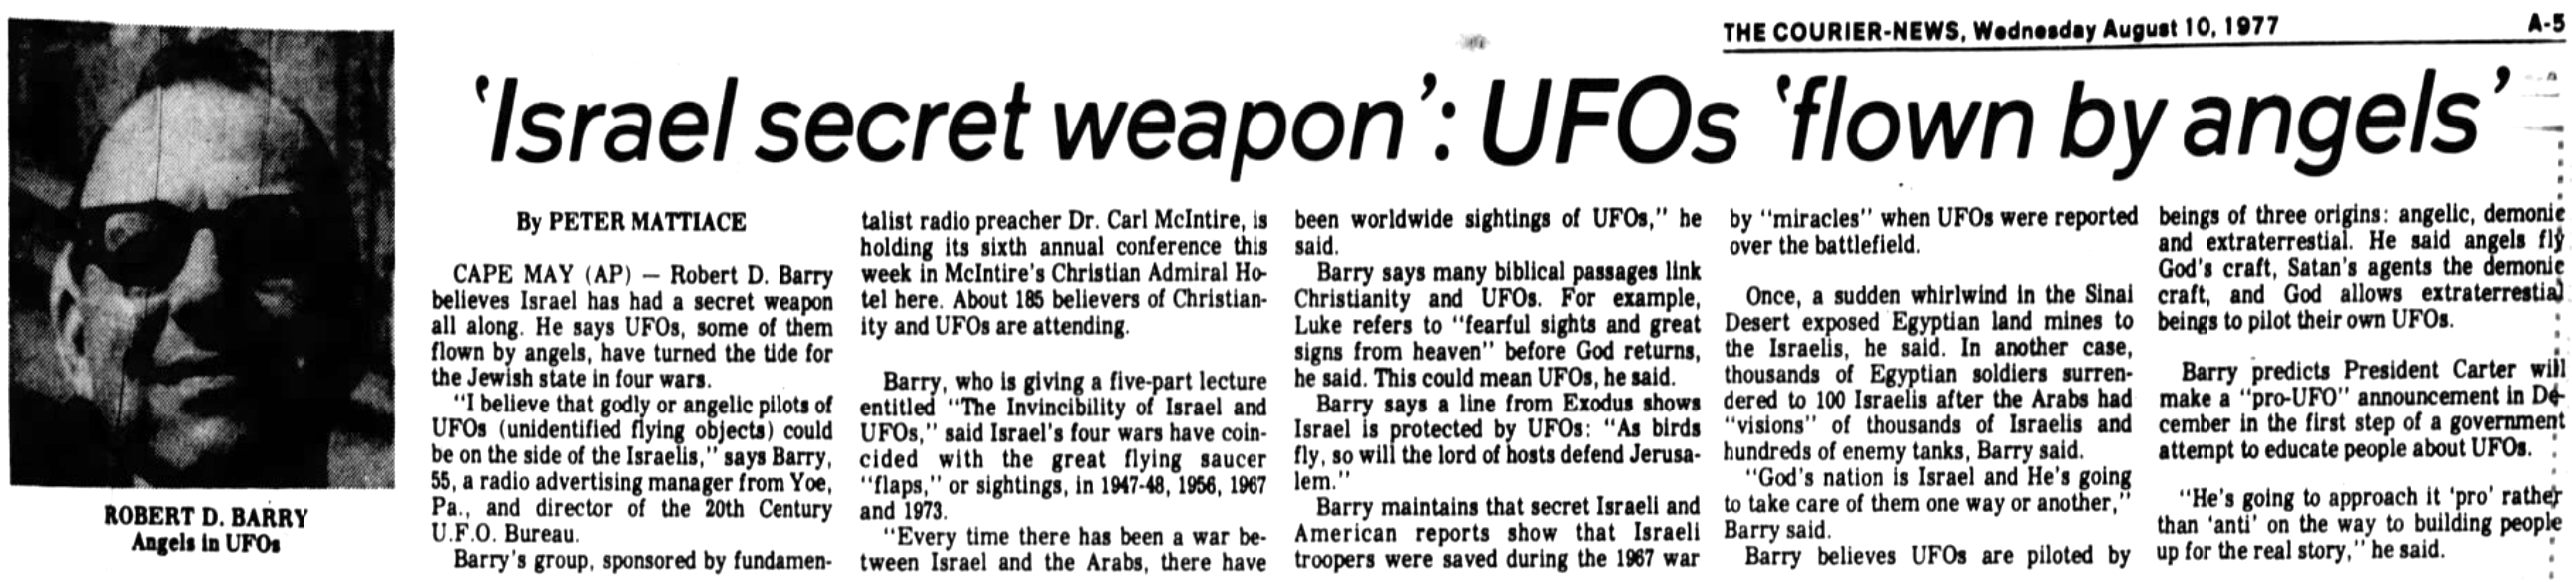 THE COURIER-NEWS, Wednesday August 10, 1977 A-5
'Israel secret weapon': UFOs 'flown by angels'
ROBERT D. BARRY
Angels in UFOs
By PETER MATTIACE
CAPE MAY (AP) — Robert D. Barry
believes Israel has had a secret weapon
all along. He says UFOs, some of them
flown by angels, have turned the tide for
the Jewish state in four wars.
"I believe that godly or angelic pilots of
UFOs (unidentified flying objects) could
be on the side of the Israelis," says Barry,
55, a radio advertising manager from Yoe,
Pa., and director of the 20th Century
U.F.O. Bureau.
Barry's group, sponsored by fundamen-
talist radio preacher Dr. Carl McIntire, is
holding its sixth annual conference this
week in McIntire's Christian Admiral Ho-
tel here. About 185 believers of Christian-
ity and UFOs are attending.
Barry, who is giving a five-part lecture
entitled "The Invincibility of Israel and
UFOs," said Israel's four wars have coin-
cided with the great flying saucer
"flaps," or sightings, in 1947-48, 1956, 1967
and 1973.
"Every time there has been a war be-
tween Israel and the Arabs, there have
been worldwide sightings of UFOs," he
said.
Barry says many biblical passages link
Christianity and UFOs. For example,
Luke refers to "fearful sights and great
signs from heaven" before God returns,
he said. This could mean UFOs, he said.
Barry says a line from Exodus shows
Israel is protected by UFOs: "As birds
fly, so will the lord of hosts defend Jerusa-
lem."
Barry maintains that secret Israeli and
American reports show that Israeli
troopers were saved during the 1967 war
by "miracles" when UFOs were reported
over the battlefield.
Once, a sudden whirlwind in the Sinai
Desert exposed Egyptian land mines to
the Israelis, he said. In another case,
thousands of Egyptian soldiers surren-
dered to 100 Israelis after the Arabs had
"visions" of thousands of Israelis and
hundreds of enemy tanks, Barry said.
"God's nation is Israel and He's going
to take care of them one way or another,"
Barry said.
Barry believes UFOs are piloted by
beings of three origins: angelic, demonic
and extraterrestial. He said angels fly
God's craft, Satan's agents the demonic
craft, and God allows extraterrestial
beings to pilot their own UFOs.
Barry predicts President Carter will
make a "pro-UFO" announcement in De-
cember in the first step of a government
attempt to educate people about UFOs.
"He's going to approach it 'pro' rather
than 'anti' on the way to building people
up for the real story," he said.